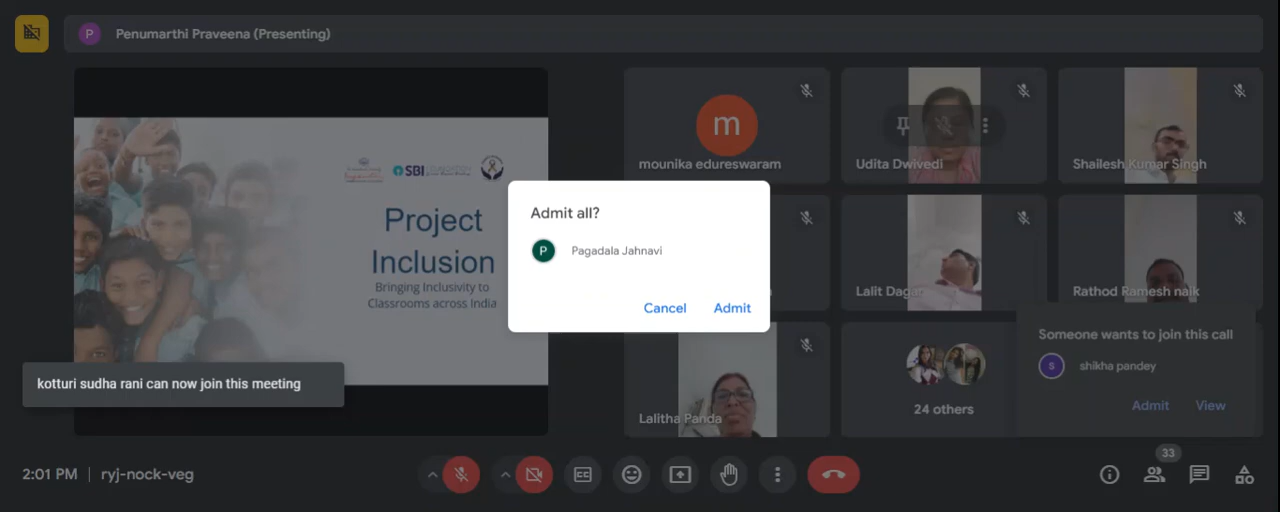 P Penumarthi Praveena (Presenting)
SBI
Project
Inclusion
Bringing Inclusivity to
Classrooms across India
m
mounika edureswaram
Udita Dwivedi
Shailesh Kumar Singh
Admit all?
P Pagadala Jahnavi
Cancel Admit
Lalit Dagar
Rathod Ramesh naik
Someone wants to join this call
S shikha pandey
Admit View
Lalitha Panda
24 others
kotturi sudha rani can now join this meeting
2:01 PM | ryj-nock-veg
33